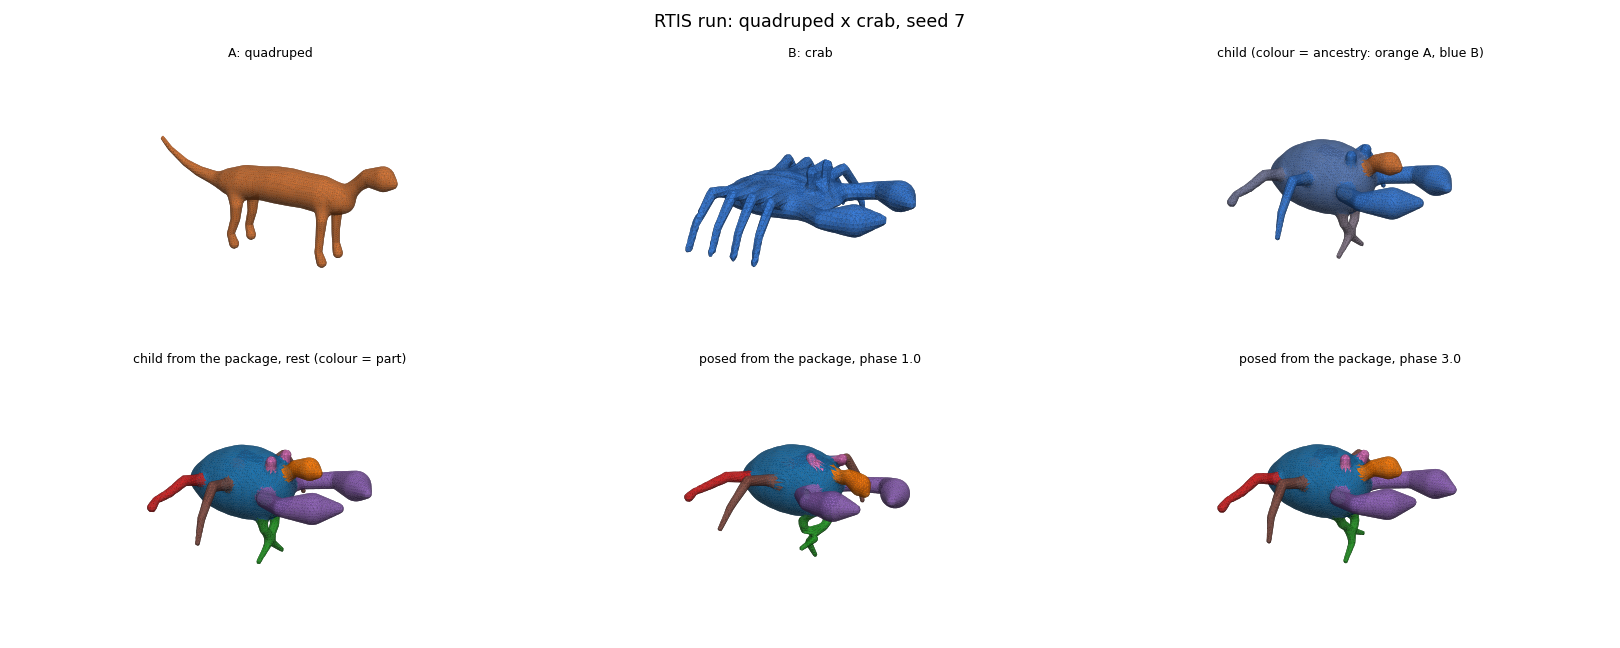 RTIS run: quadruped x crab, seed 7
A: quadruped
B: crab
child (colour = ancestry: orange A, blue B)
child from the package, rest (colour = part)
posed from the package, phase 1.0
posed from the package, phase 3.0